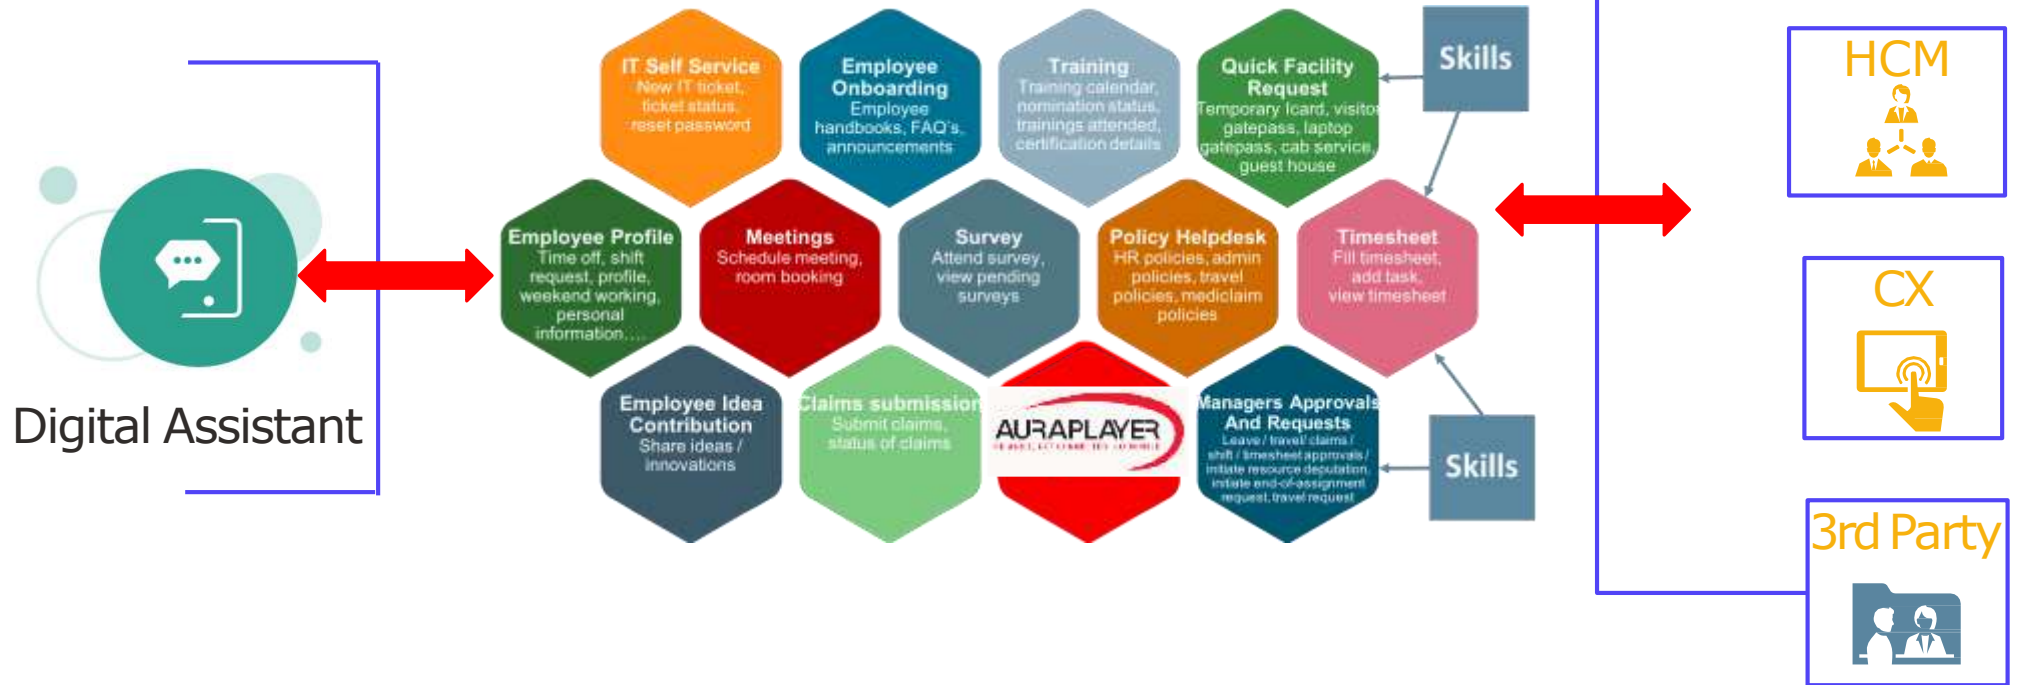 Digital Assistant
IT Self Service
New IT ticket,
ticket status,
reset password
Employee
Onboarding
Employee
handbooks, FAQ's,
announcements
Training
Training calendar,
nomination status,
trainings attended,
certification details
Quick Facility
Request
Temporary Icard, visitor
gatepass, laptop
gatepass, cab service,
guest house
Skills
Employee Profile
Time off, shift
request, profile,
weekend working,
personal
information....
Meetings
Schedule meeting,
room booking
Survey
Attend survey,
view pending
surveys
Policy Helpdesk
HR policies, admin
policies, travel
policies, mediclaim
policies
Timesheet
Fill timesheet,
add task,
view timesheet
Employee Idea
Contribution
Share ideas /
innovations
Claims submission
Submit claims,
status of claims
AURAPLAYER
Managers Approvals
And Requests
Leave / travel/ claims /
shift / timesheet approvals /
initiate resource deputation,
initiate end-of-assignment
request, travel request
Skills
HCM
CX
3rd Party